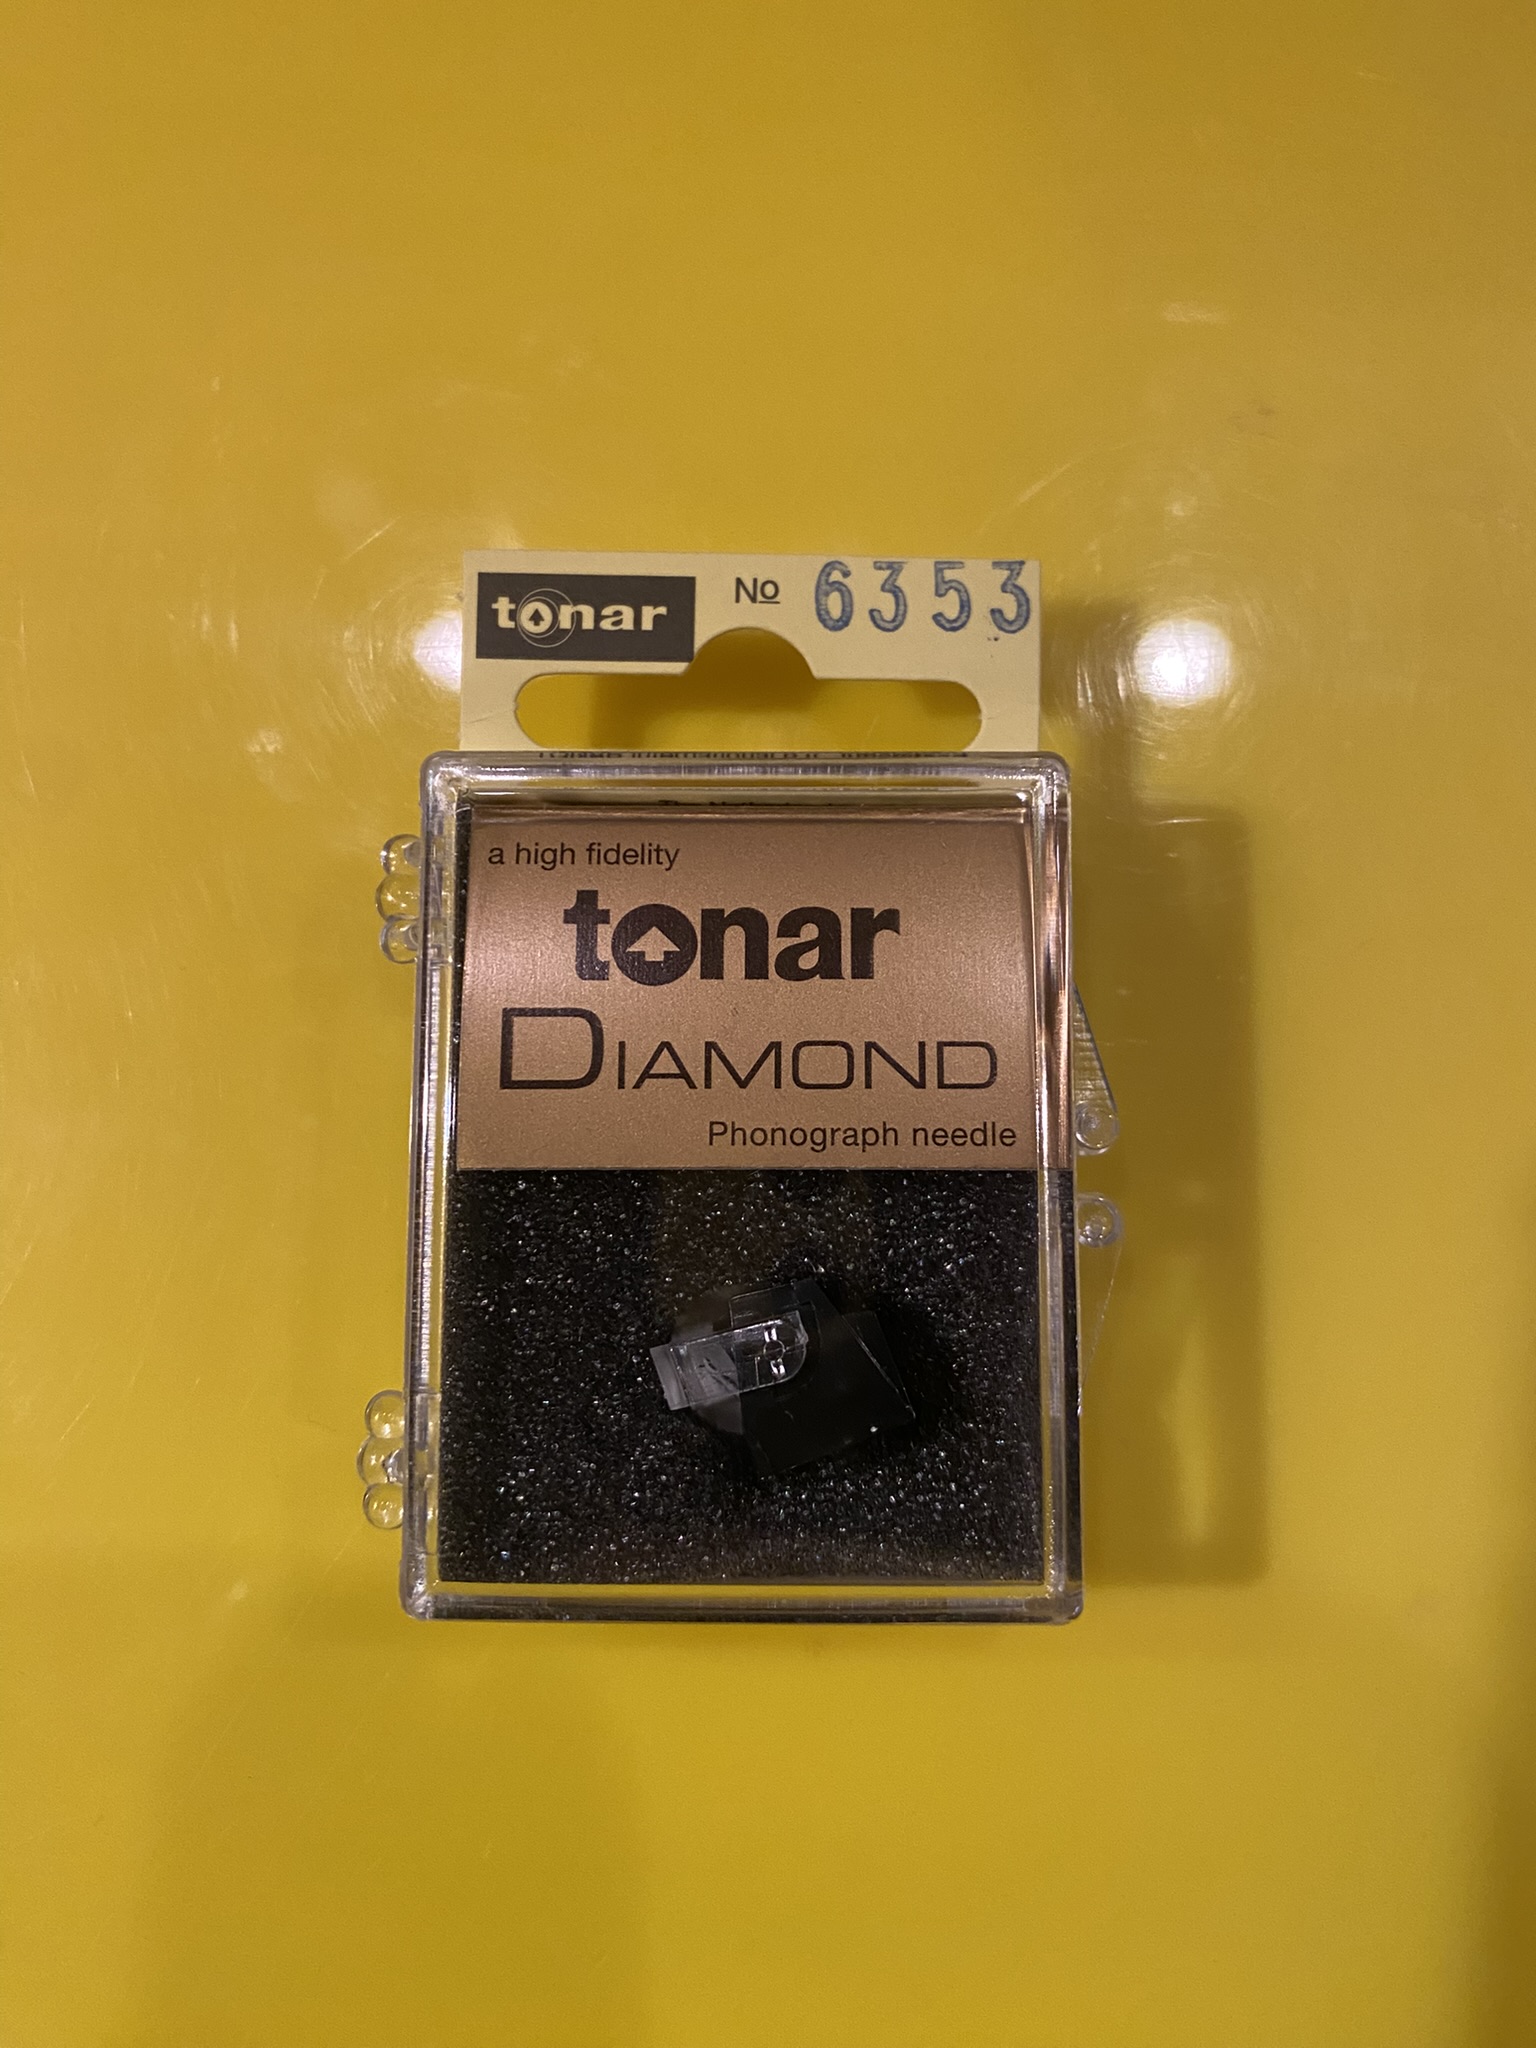 tonar
No 6353
a high fidelity
tonar
DIAMOND
Phonograph needle